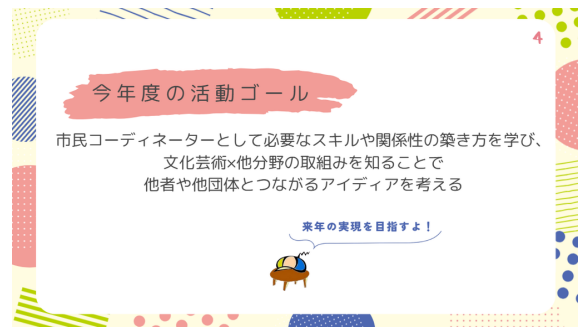 4
今年度の活動ゴール
市民コーディネーターとして必要なスキルや関係性の築き方を学び、
文化芸術×他分野の取組みを知ることで
他者や他団体とつながるアイディアを考える
来年の実現を目指すよ！